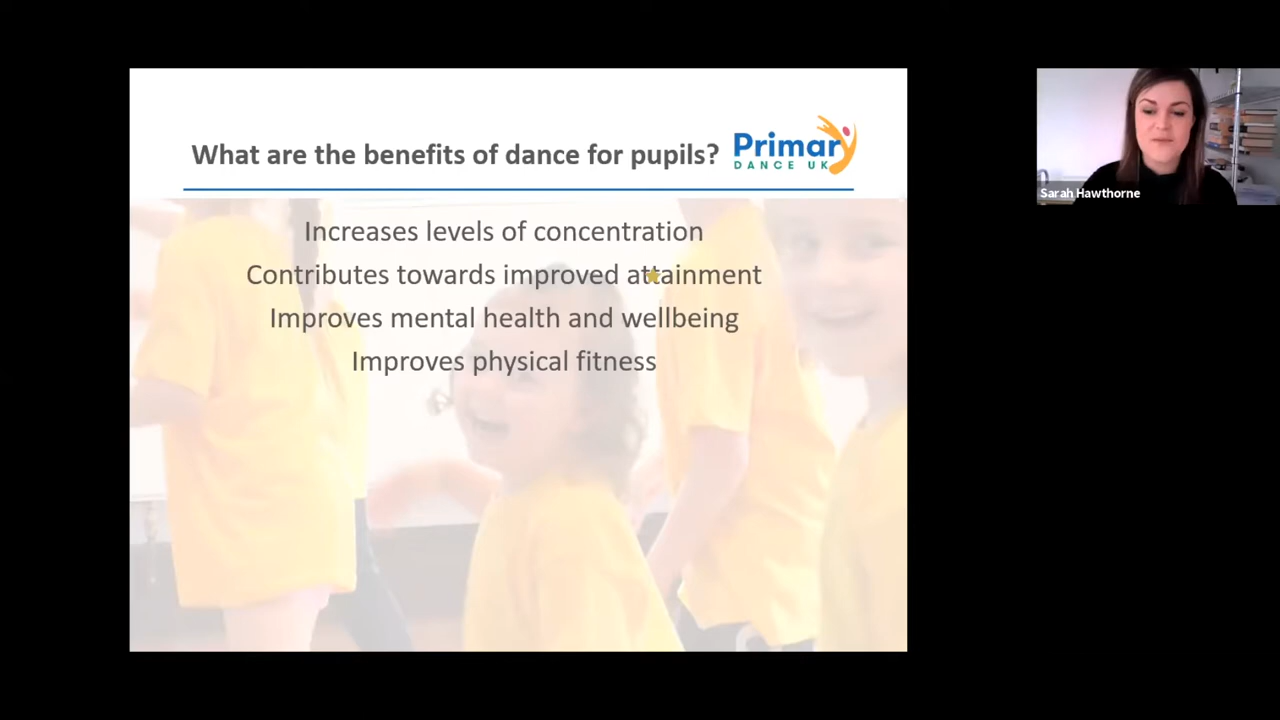 What are the benefits of dance for pupils?
Primary
DANCE UK
Increases levels of concentration
Contributes towards improved attainment
Improves mental health and wellbeing
Improves physical fitness
Sarah Hawthorne